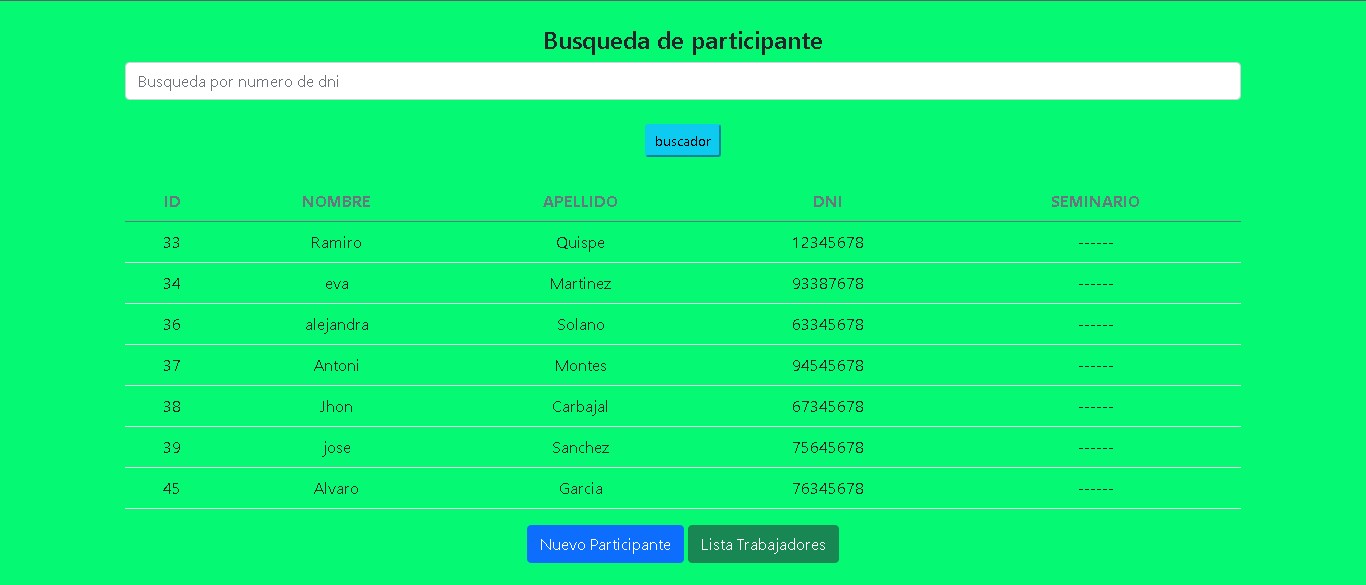 Busqueda de participante
Busqueda por numero de dni
buscador
ID NOMBRE APELLIDO DNI SEMINARIO
33 Ramiro Quispe 12345678 ------
34 eva Martinez 93387678 ------
36 alejandra Solano 63345678 ------
37 Antoni Montes 94545678 ------
38 Jhon Carbajal 67345678 ------
39 jose Sanchez 75645678 ------
45 Alvaro Garcia 76345678 ------
Nuevo Participante Lista Trabajadores